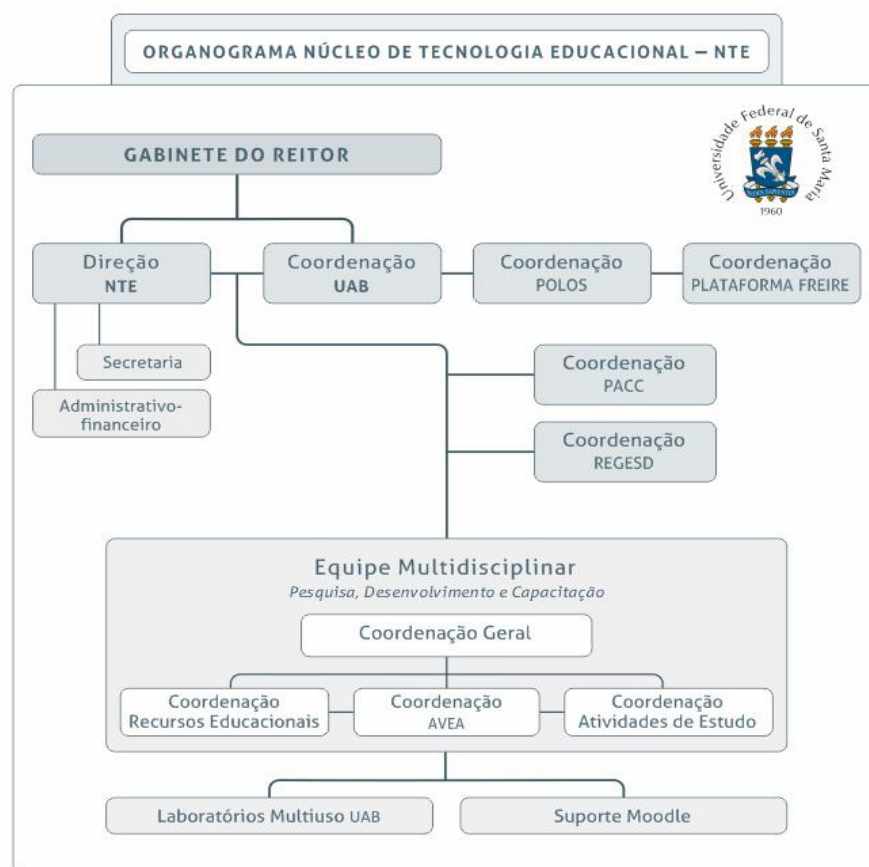 ORGANOGRAMA NÚCLEO DE TECNOLOGIA EDUCACIONAL – NTE
Universidade Federal de Santa Maria
1960
GABINETE DO REITOR
Direção
NTE
Coordenação
UAB
Coordenação
POLOS
Coordenação
PLATAFORMA FREIRE
Secretaria
Administrativo-
financeiro
Coordenação
PACC
Coordenação
REGESD
Equipe Multidisciplinar
Pesquisa, Desenvolvimento e Capacitação
Coordenação Geral
Coordenação
Recursos Educacionais
Coordenação
AVEA
Coordenação
Atividades de Estudo
Laboratórios Multiuso UAB
Suporte Moodle